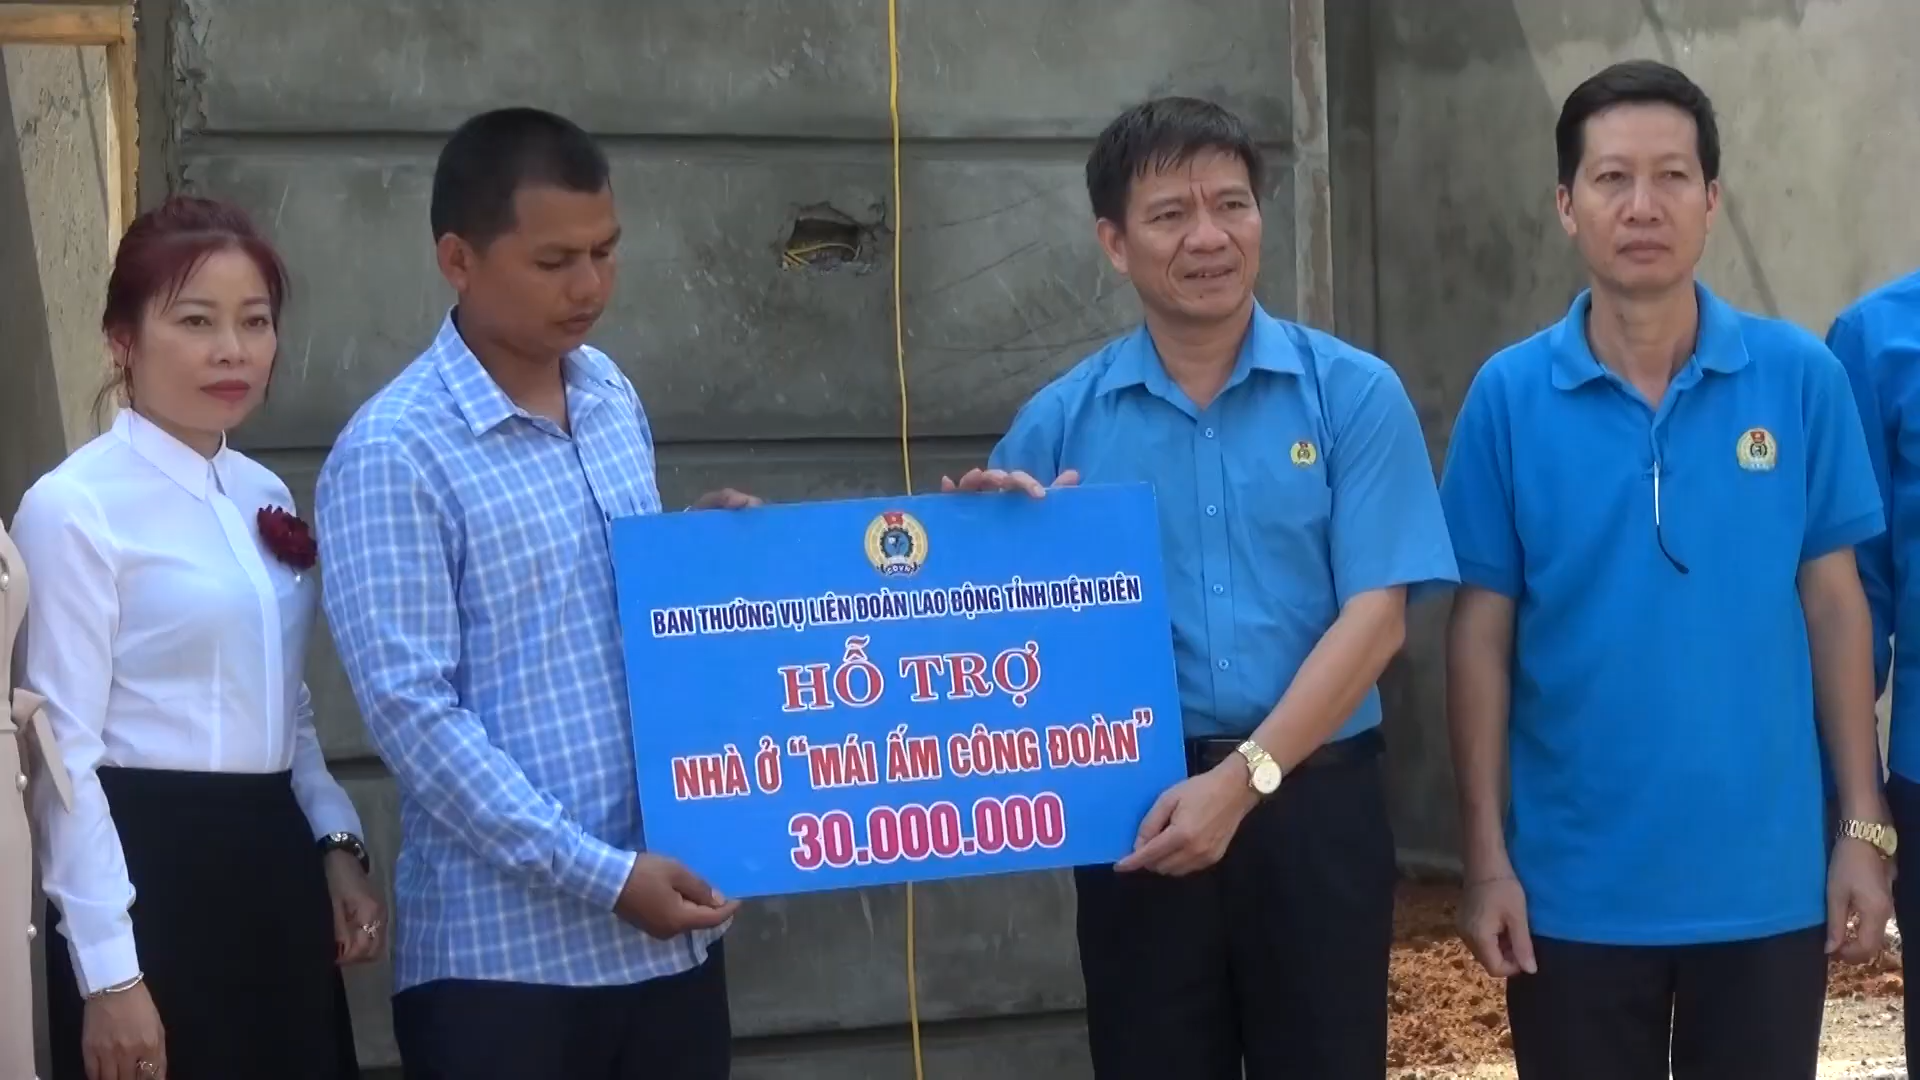 BAN THƯỜNG VỤ LIÊN ĐOÀN LAO ĐỘNG TỈNH ĐIỆN BIÊN
HỖ TRỢ
NHÀ Ở “MÁI ẤM CÔNG ĐOÀN”
30.000.000